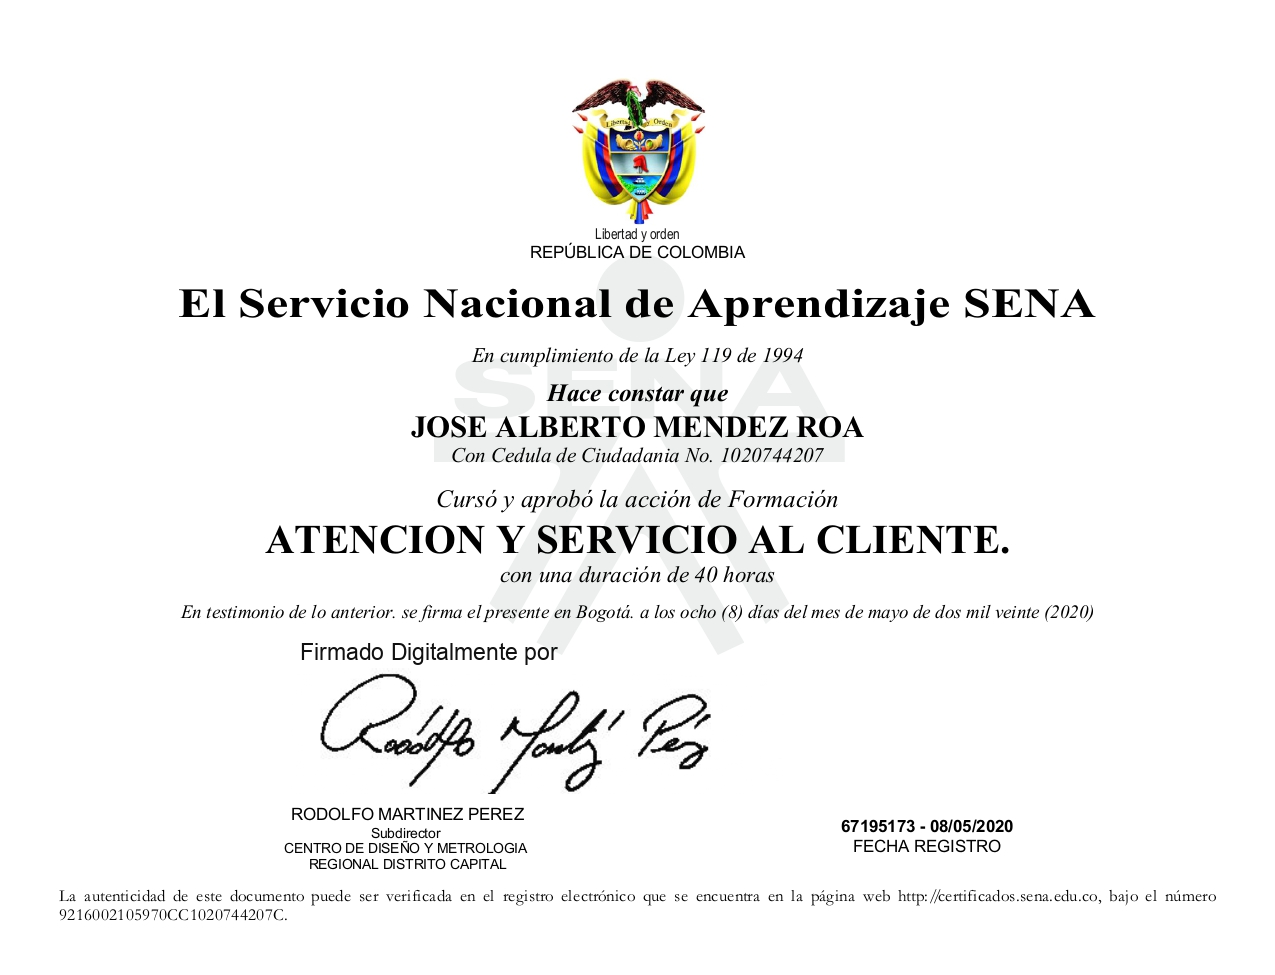 Libertad y Orden
Libertad y orden
REPÚBLICA DE COLOMBIA
El Servicio Nacional de Aprendizaje SENA
En cumplimiento de la Ley 119 de 1994
SENA
Hace constar que
JOSE ALBERTO MENDEZ ROA
Con Cedula de Ciudadania No. 1020744207
Cursó y aprobó la acción de Formación
ATENCION Y SERVICIO AL CLIENTE.
con una duración de 40 horas
En testimonio de lo anterior. se firma el presente en Bogotá. a los ocho (8) días del mes de mayo de dos mil veinte (2020)
Firmado Digitalmente por
RODOLFO MARTINEZ PEREZ
Subdirector
CENTRO DE DISEÑO Y METROLOGIA
REGIONAL DISTRITO CAPITAL
67195173 - 08/05/2020
FECHA REGISTRO
La autenticidad de este documento puede ser verificada en el registro electrónico que se encuentra en la página web http://certificados.sena.edu.co, bajo el número
9216002105970CC1020744207C.